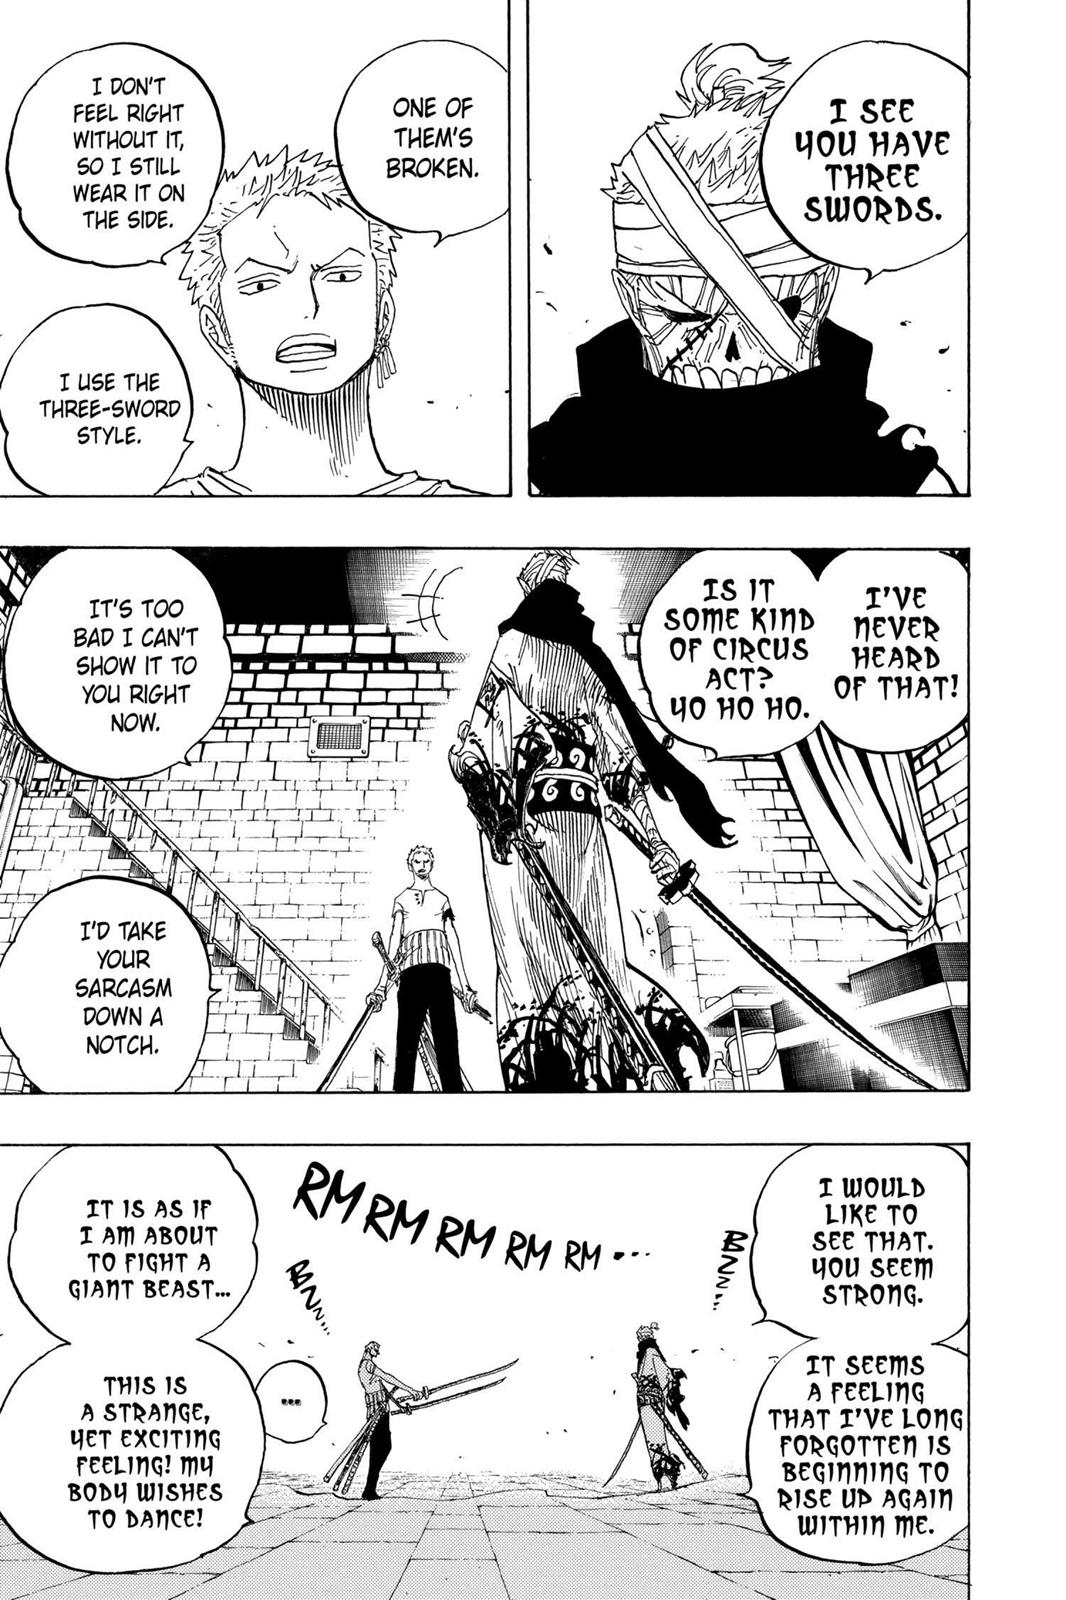 I SEE
YOU HAVE
THREE
SWORDS.
ONE OF
THEM'S
BROKEN.
I DON'T
FEEL RIGHT
WITHOUT IT,
SO I STILL
WEAR IT ON
THE SIDE.
I USE THE
THREE-SWORD
STYLE.
I'VE
NEVER
HEARD
OF THAT!
IS IT
SOME KIND
OF CIRCUS
ACT?
YO HO HO.
IT'S TOO
BAD I CAN'T
SHOW IT TO
YOU RIGHT
NOW.
I'D TAKE
YOUR
SARCASM
DOWN A
NOTCH.
I WOULD
LIKE TO
SEE THAT.
YOU SEEM
STRONG.
IT SEEMS
A FEELING
THAT I'VE LONG
FORGOTTEN IS
BEGINNING TO
RISE UP AGAIN
WITHIN ME.
BZZZ...
RM RM RM RM RM...
BZZZ...
...
IT IS AS IF
I AM ABOUT
TO FIGHT A
GIANT BEAST...
THIS IS
A STRANGE,
YET EXCITING
FEELING! MY
BODY WISHES
TO DANCE!